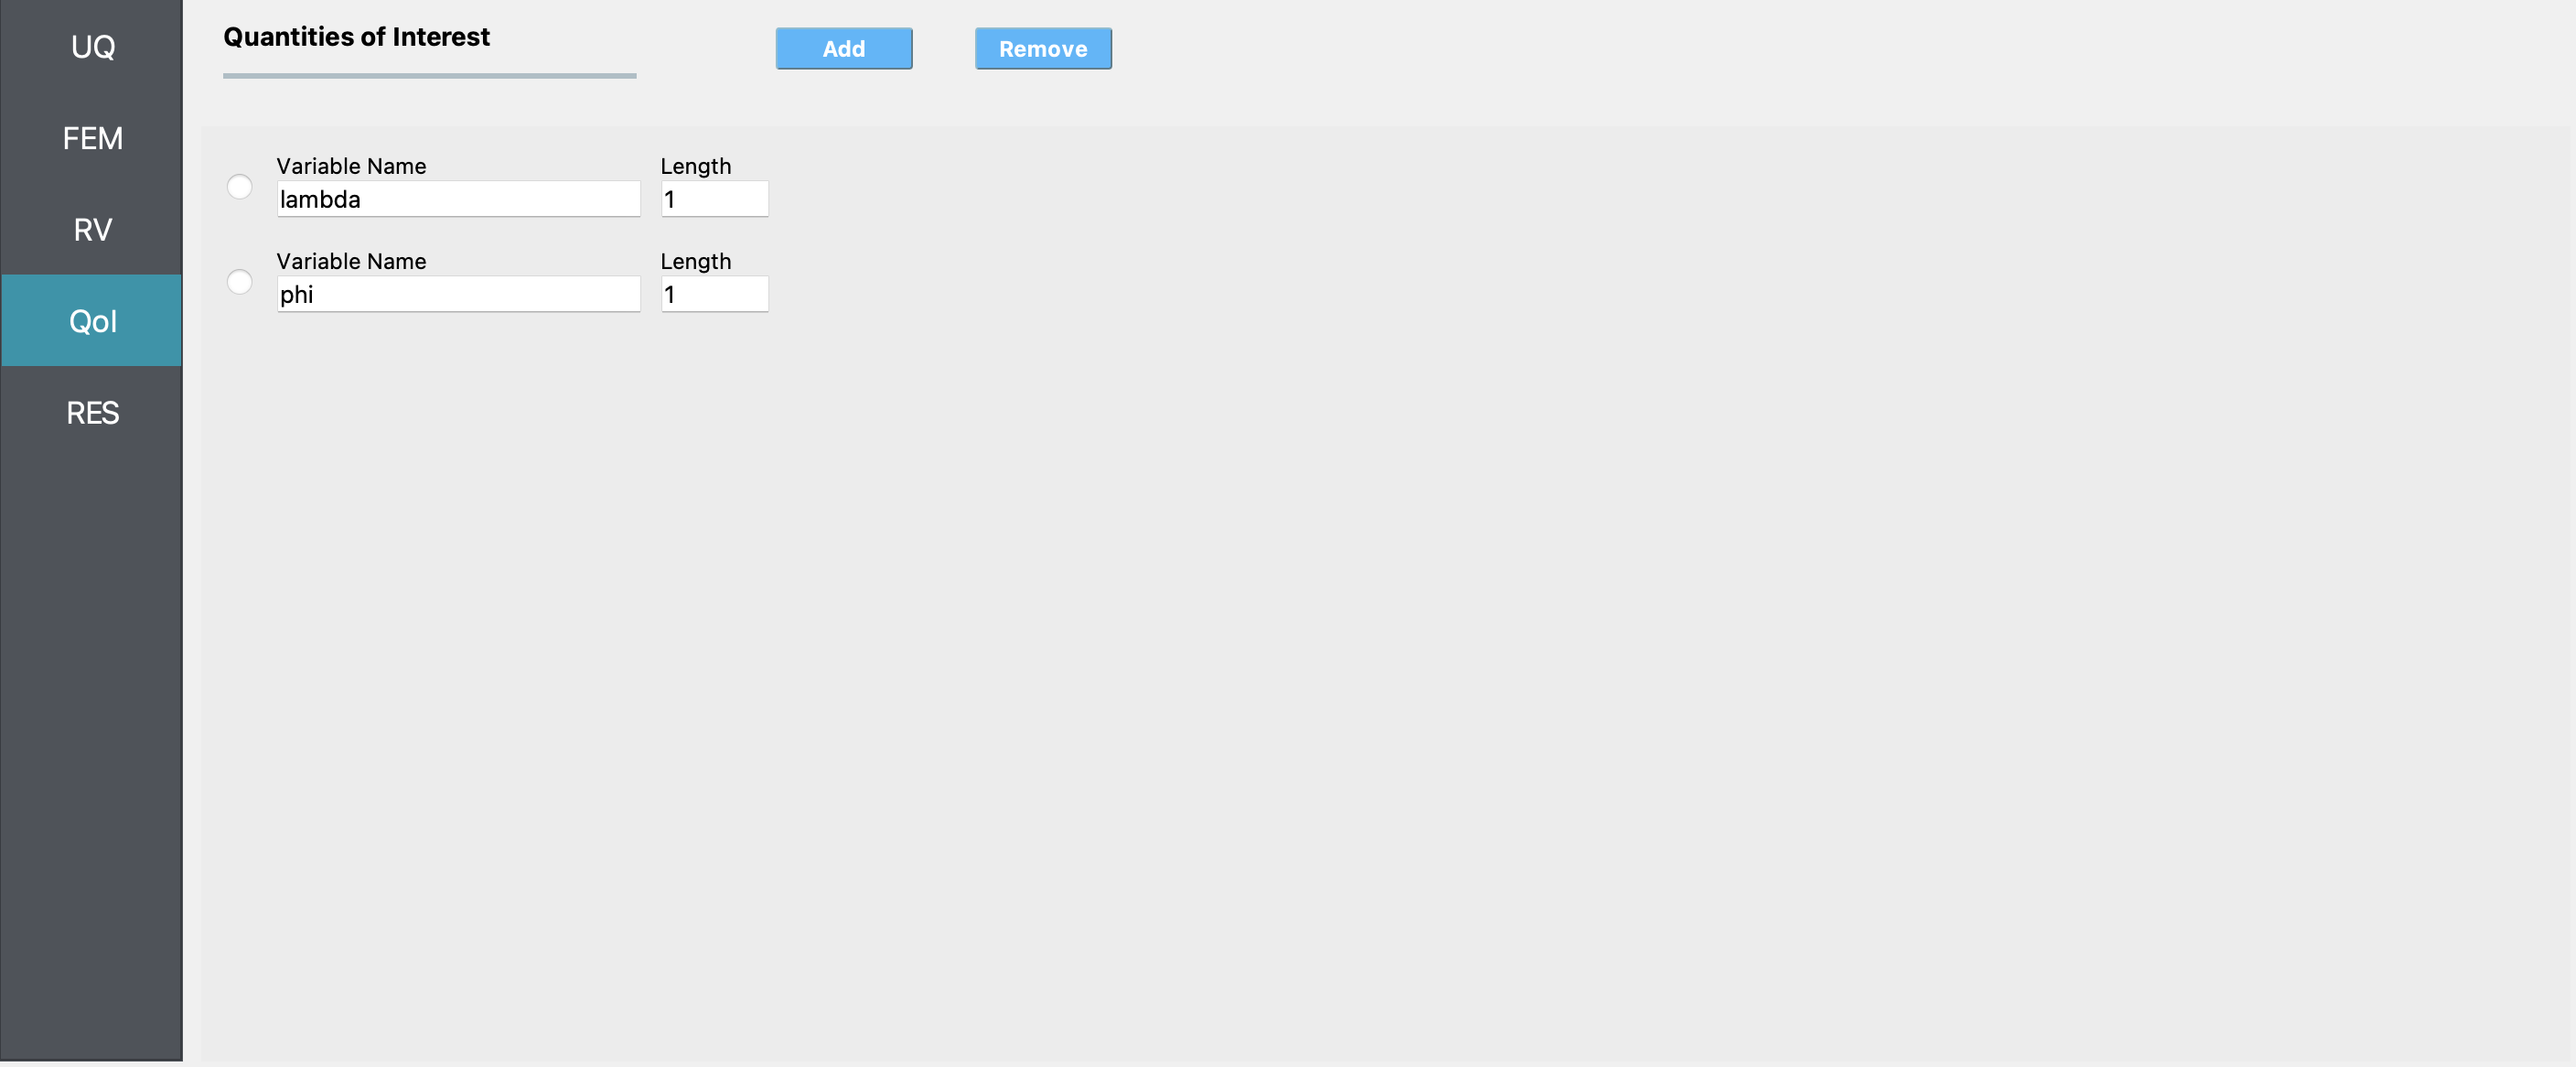 UQ
FEM
RV
QoI
RES
Quantities of Interest
Add
Remove
Variable Name
Length
lambda
1
Variable Name
Length
phi
1